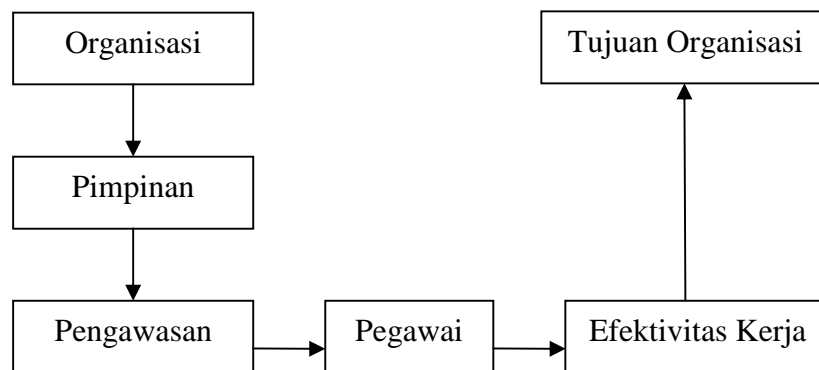 Organisasi
Tujuan Organisasi
Pimpinan
Pengawasan
Pegawai
Efektivitas Kerja